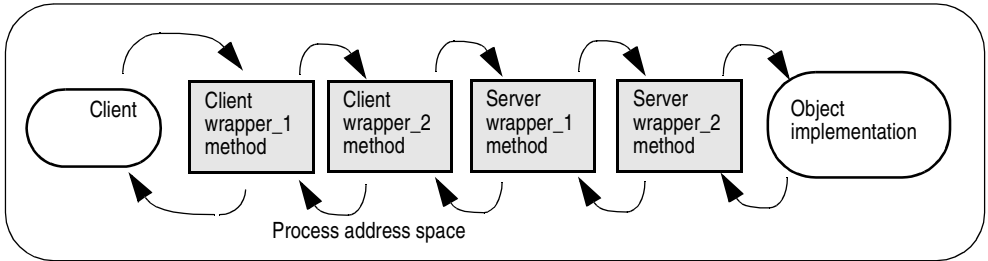 Client
Client
wrapper_1
method
Client
wrapper_2
method
Server
wrapper_1
method
Server
wrapper_2
method
Object
implementation
Process address space